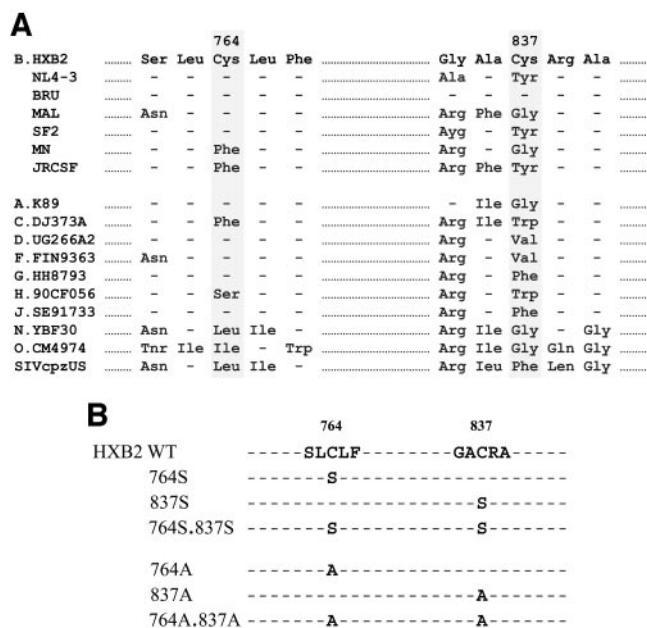 A
764 837
B.HXB2 ........ Ser Leu Cys Leu Phe ........ Gly Ala Cys Arg Ala ........
NL4-3 ........ - - - - - ........ Ala - Tyr - - ........
BRU ........ - - - - - ........ - - - - - ........
MAL ........ Asn - - - - ........ Arg Phe Gly - - ........
SF2 ........ - - - - - ........ Ayg - Tyr - - ........
MN ........ - - Phe - - ........ Arg - Gly - - ........
JRCSF ........ - - Phe - - ........ Arg Phe Tyr - - ........
A.K89 ........ - - - - - ........ - Ile Gly - - ........
C.DJ373A ........ - - Phe - - ........ Arg Ile Trp - - ........
D.UG266A2 ........ - - - - - ........ Arg - Val - - ........
F.FIN9363 ........ Asn - - - - ........ Arg - Val - - ........
G.HH8793 ........ - - - - - ........ Arg - Phe - - ........
H.90CF056 ........ - - Ser - - ........ Arg - Trp - - ........
J.SE91733 ........ - - - - - ........ Arg - Phe - - ........
N.YBF30 ........ Asn - Leu Ile - ........ Arg Ile Gly - Gly ........
O.CM4974 ........ Tnr Ile Ile - Trp ........ Arg Ile Gly Gln Gly ........
SIVcpzUS ........ Asn - Leu Ile - ........ Arg Ieu Phe Len Gly ........
B
764 837
HXB2 WT ------SLCLF----------GACRA------
764S --------S------------------------
837S -----------------------S--------
764S.837S --------S--------------S--------
764A --------A------------------------
837A -----------------------A--------
764A.837A --------A--------------A--------